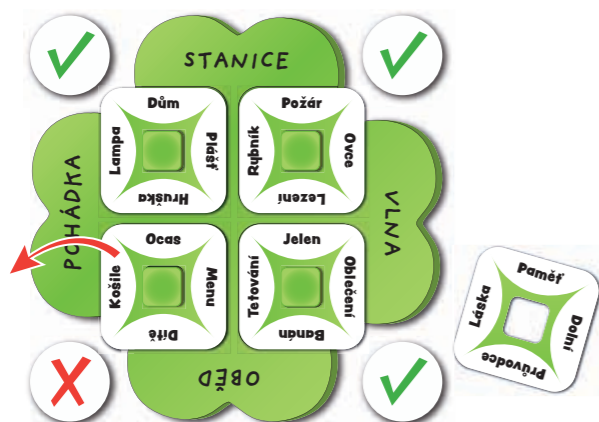 STANICE
Dům
Lampa
Plášť
Hruška
Požár
Rybník
Ovce
Lezení
POHÁDKA
VLNA
Ocas
Košile
Menu
Dítě
Jelen
Tetování
Oblečení
Banán
OBĚD
Paměť
Láska
Dolní
Průvodce